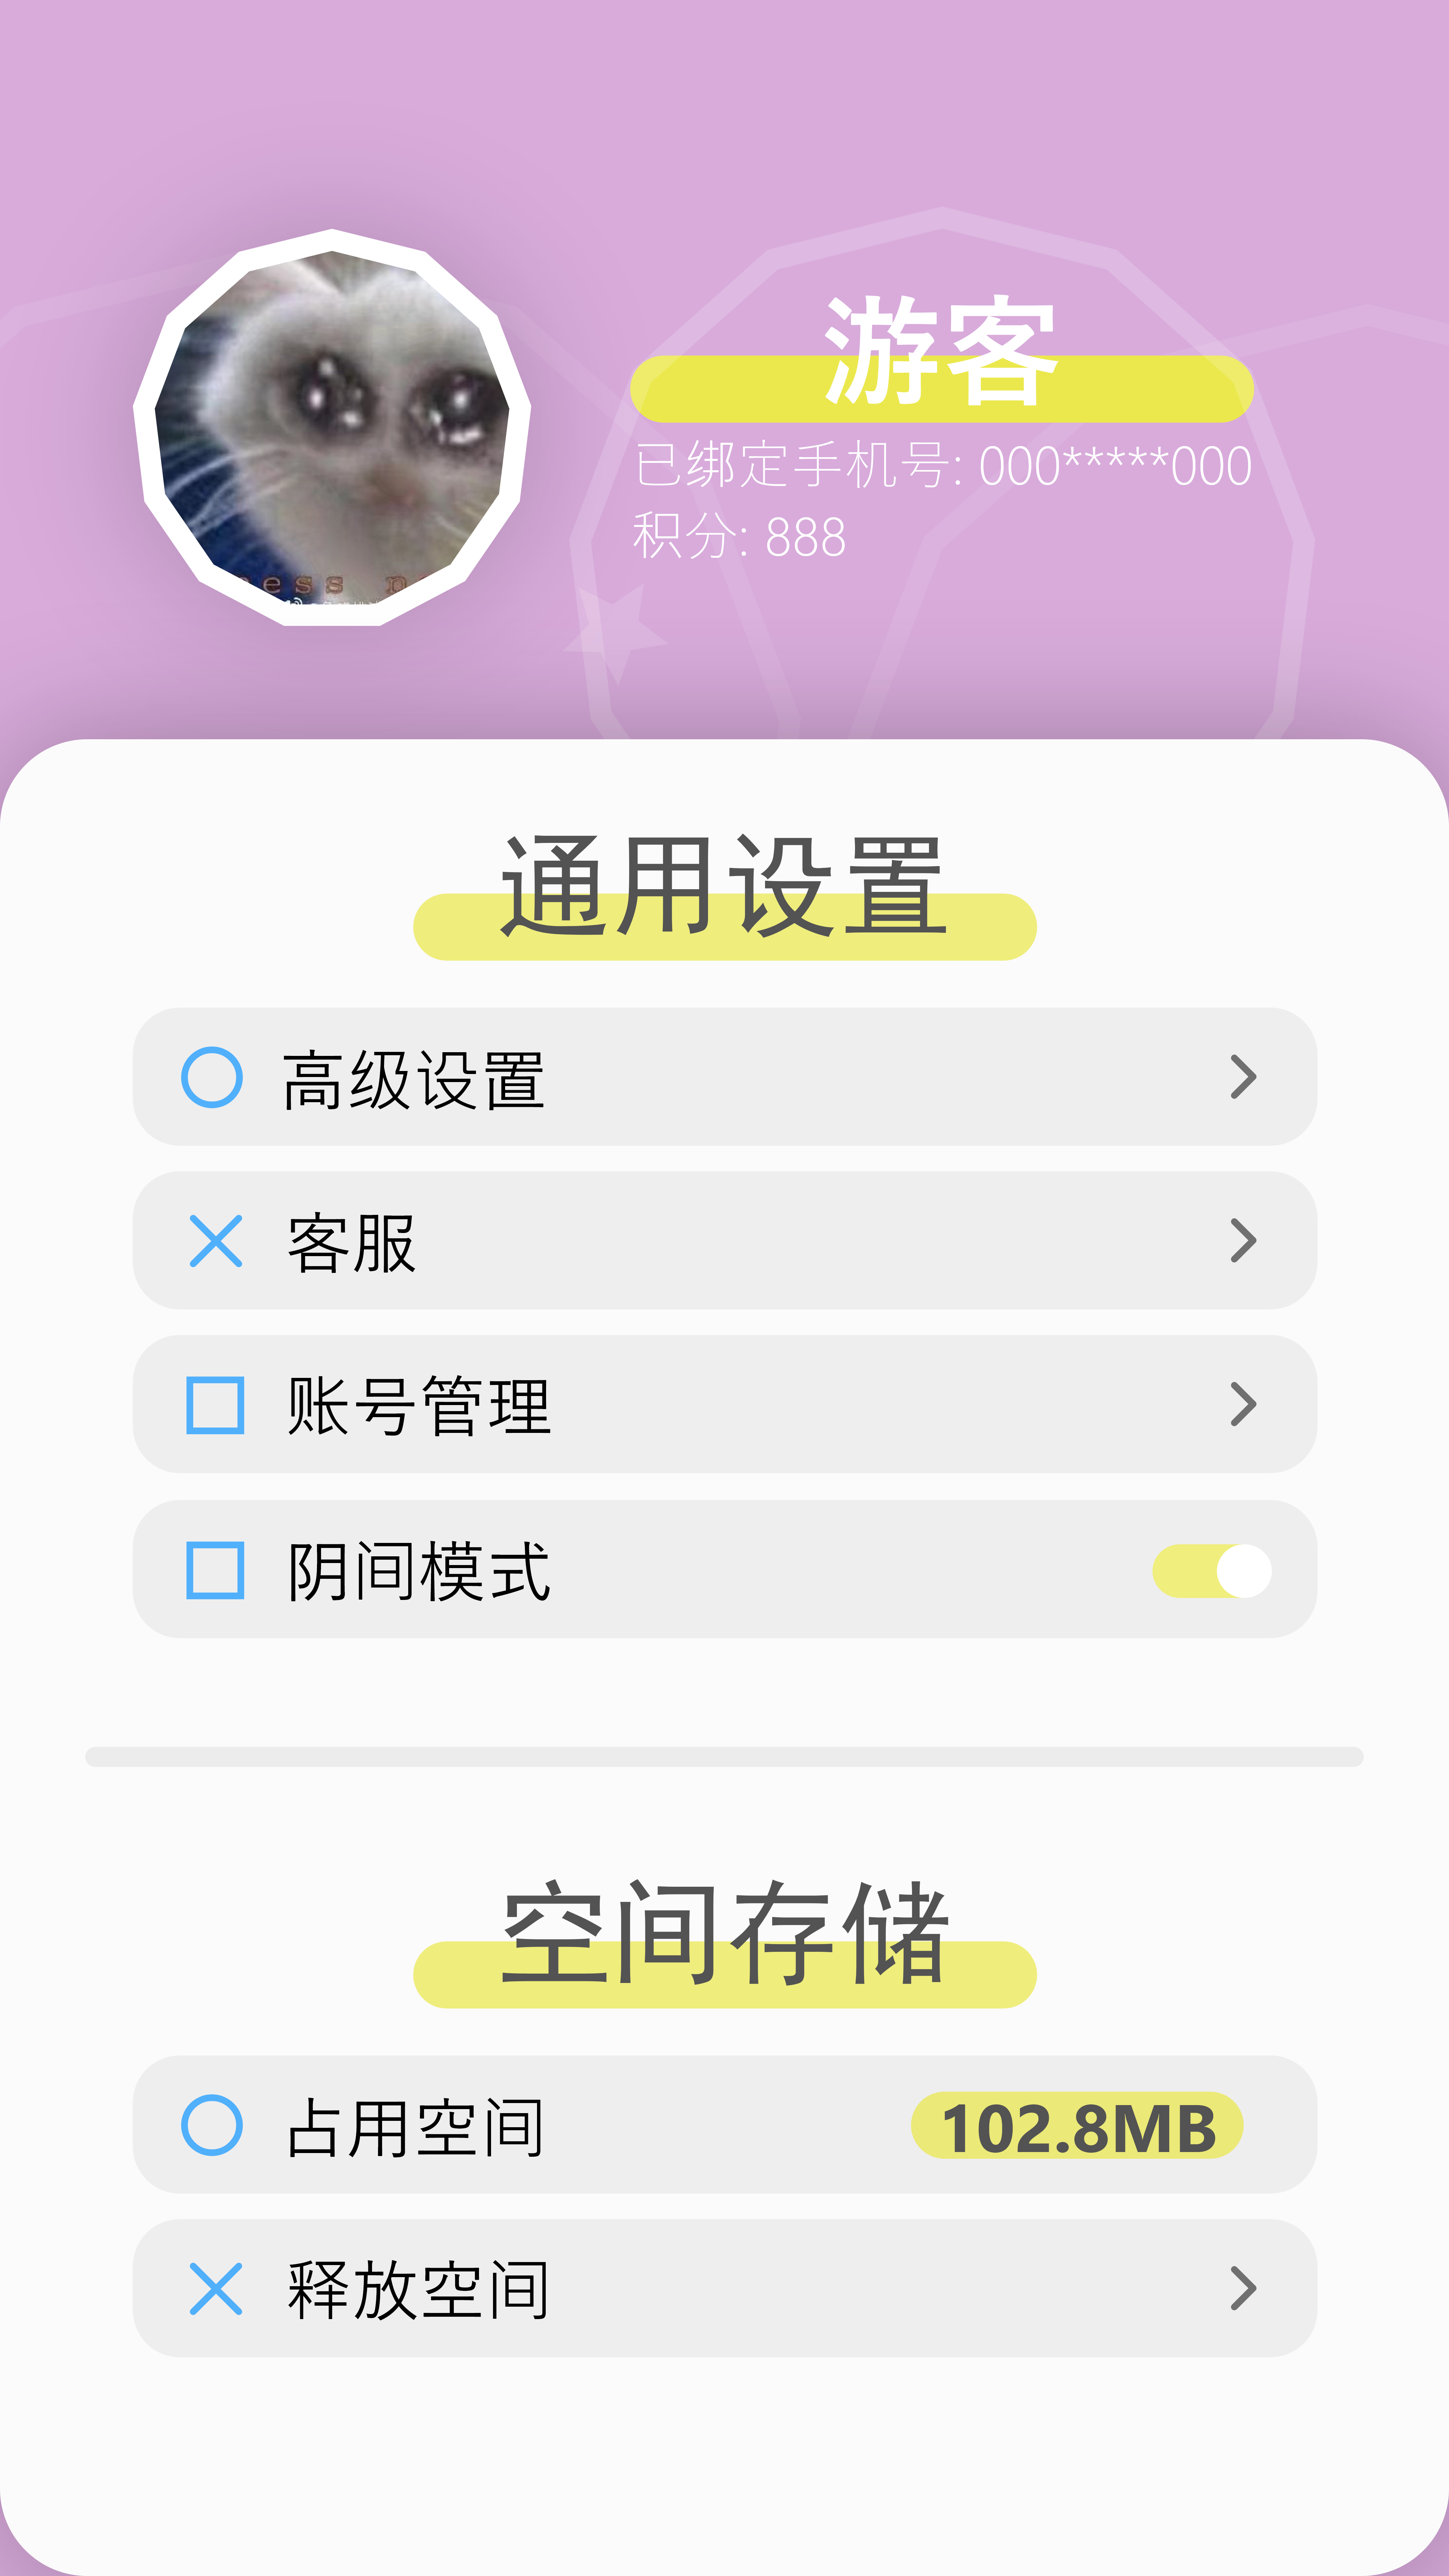 游客
已绑定手机号: 000*****000
积分: 888
通用设置
高级设置
客服
账号管理
阴间模式
空间存储
占用空间
102.8MB
释放空间